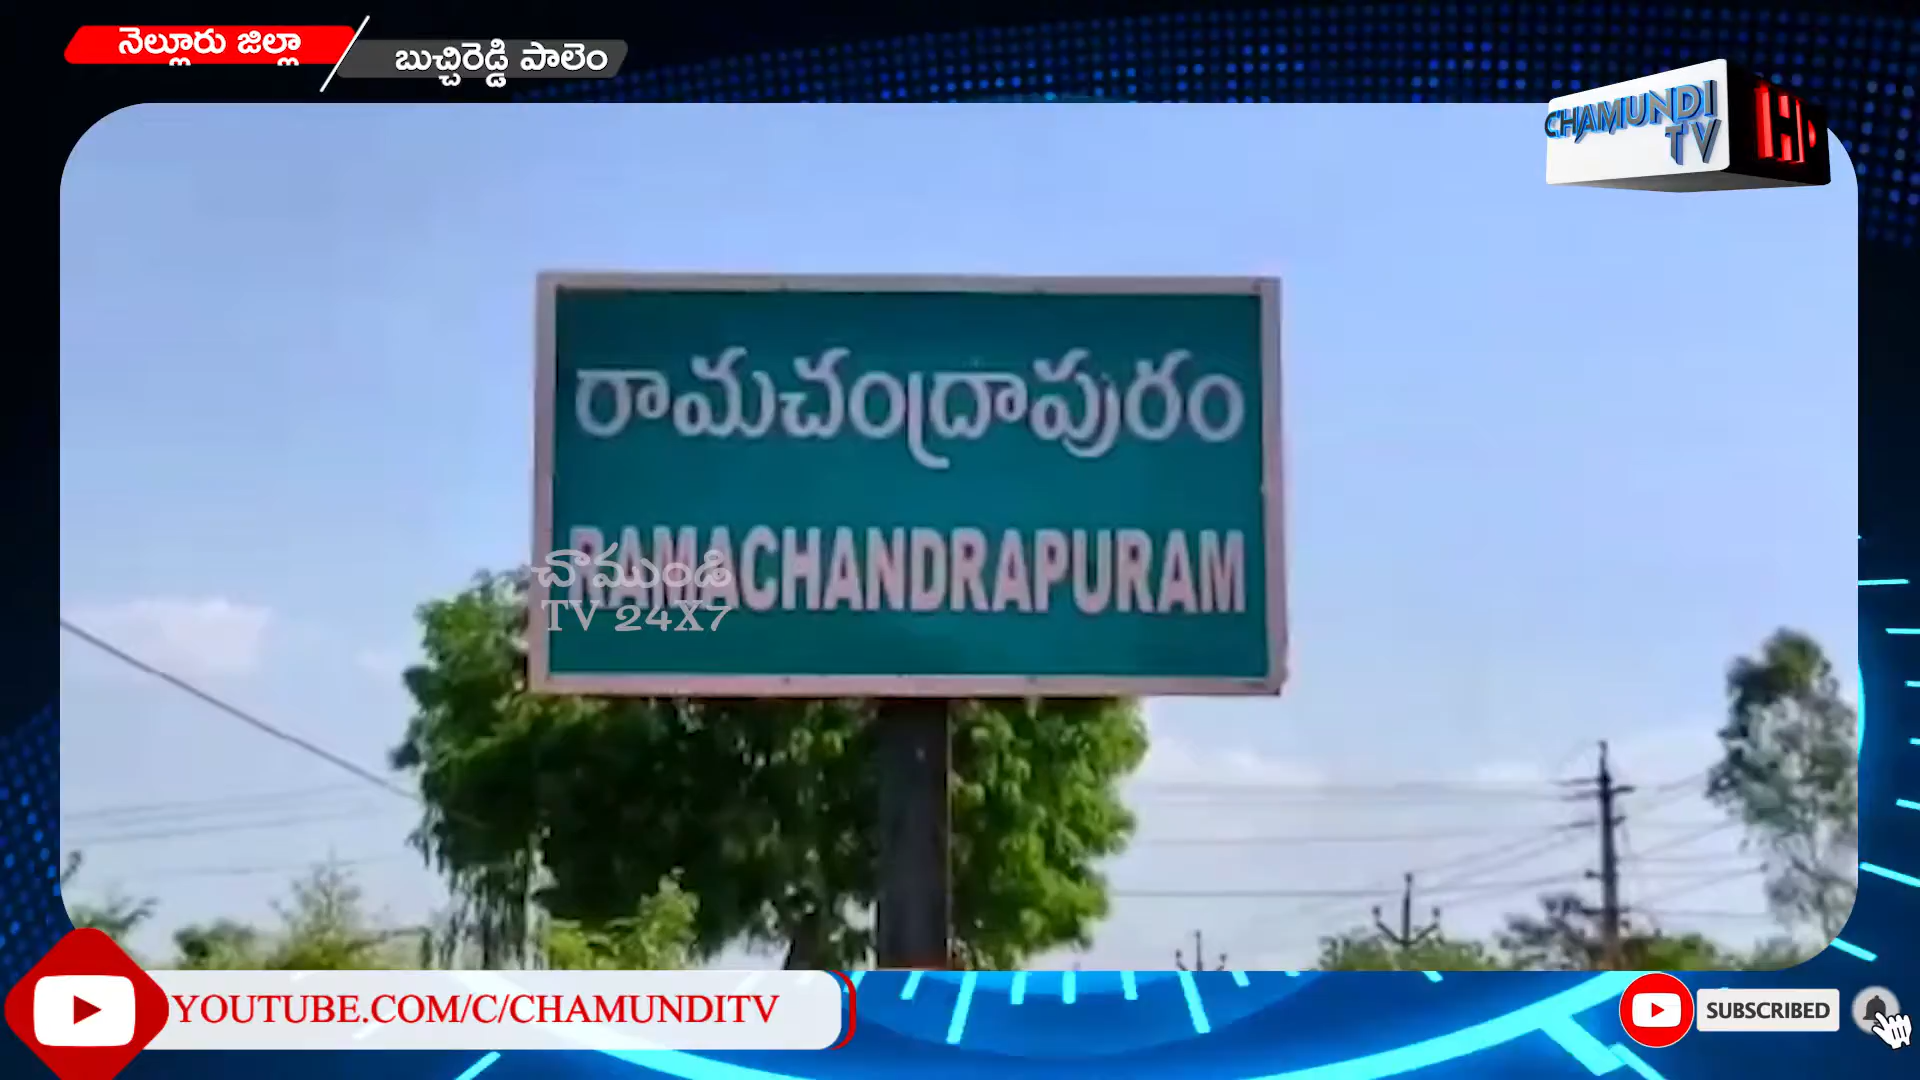 నెల్లూరు జిల్లా
బుచ్చిరెడ్డి పాలెం
CHAMUNDI
TV
HD
రామచంద్రాపురం
RAMACHANDRAPURAM
చాముండి
TV 24X7
YOUTUBE.COM/C/CHAMUNDITV
SUBSCRIBED